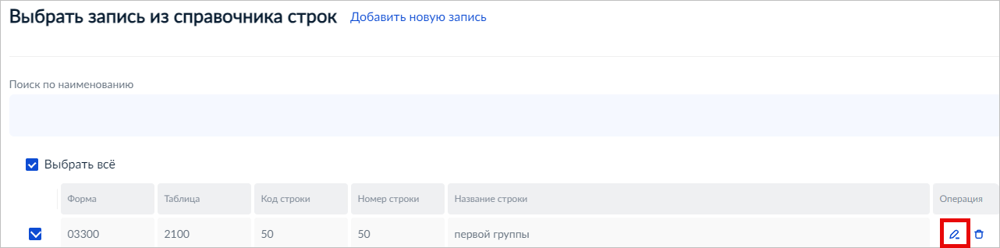 Выбрать запись из справочника строк Добавить новую запись
Поиск по наименованию
Выбрать всё
Форма Таблица Код строки Номер строки Название строки Операция
03300 2100 50 50 первой группы